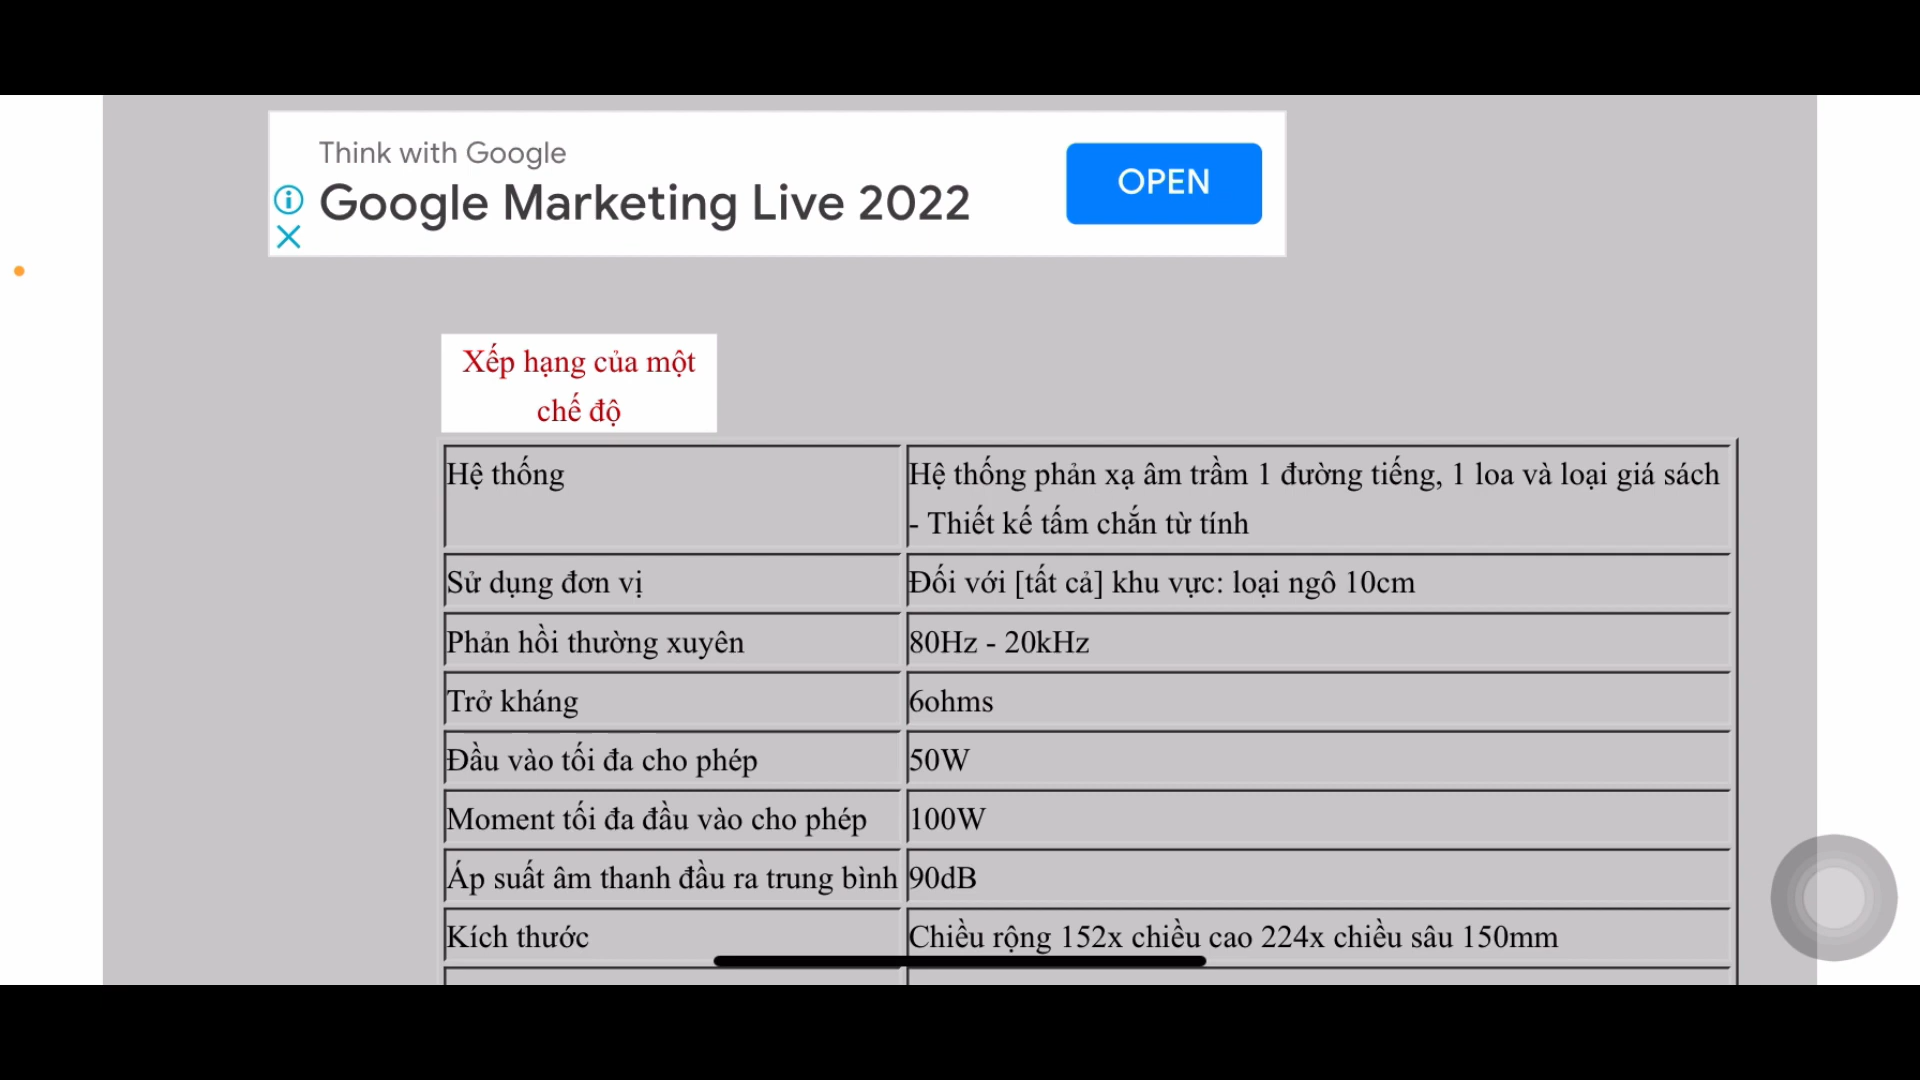 Think with Google
Google Marketing Live 2022
OPEN
Xếp hạng của một
chế độ
Hệ thống
Hệ thống phản xạ âm trầm 1 đường tiếng, 1 loa và loại giá sách
- Thiết kế tấm chắn từ tính
Sử dụng đơn vị
Đối với [tất cả] khu vực: loại ngô 10cm
Phản hồi thường xuyên
80Hz - 20kHz
Trở kháng
6ohms
Đầu vào tối đa cho phép
50W
Moment tối đa đầu vào cho phép
100W
Áp suất âm thanh đầu ra trung bình
90dB
Kích thước
Chiều rộng 152x chiều cao 224x chiều sâu 150mm